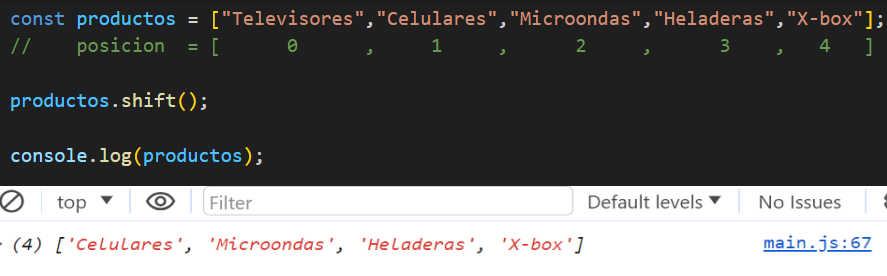 const productos = ["Televisores","Celulares","Microondas","Heladeras","X-box"];
// posicion = [ 0 , 1 , 2 , 3 , 4 ]
productos.shift();
console.log(productos);
top Filter Default levels No Issues
(4) ['Celulares', 'Microondas', 'Heladeras', 'X-box'] main.js:67